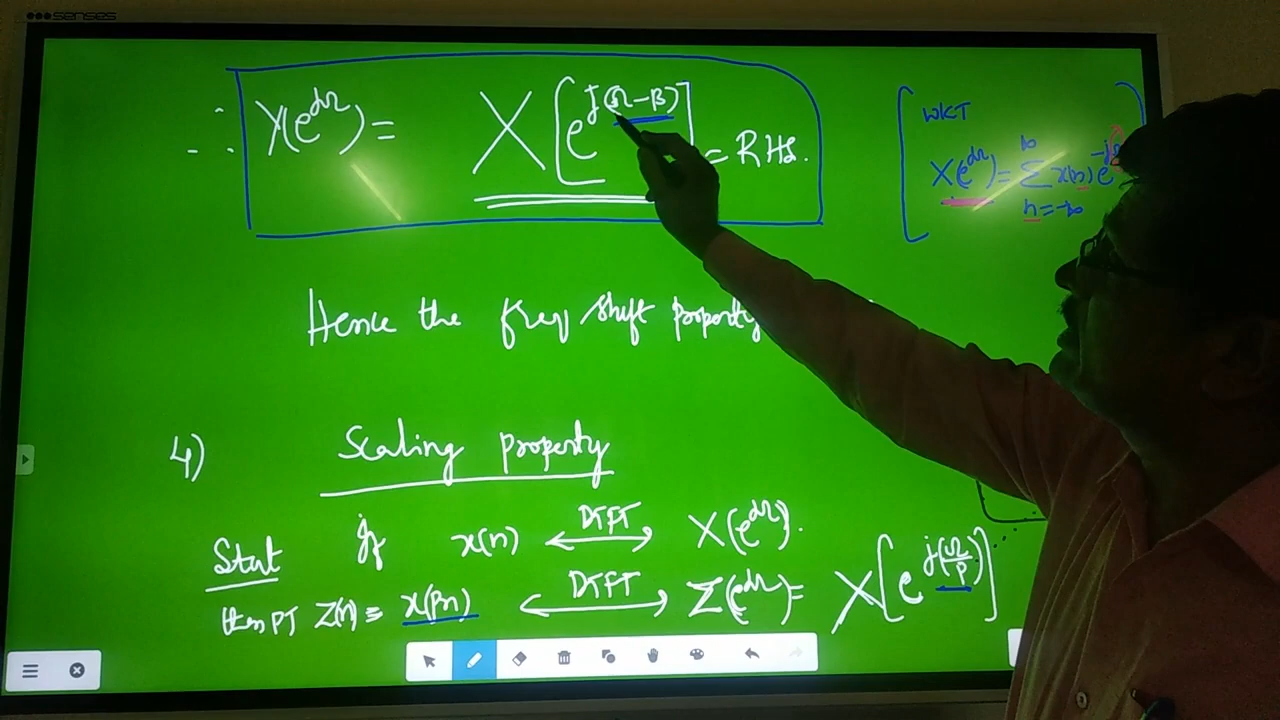 senses
∴ Y(e^jΩ) = X[e^j(Ω-β)] = RHS.
[ WKT
X(e^jΩ) = ∑ x(n) e^-j
∞
n=-∞
Hence the freq shift property
4) Scaling property
Stmt If x(n) <-DTFT-> X(e^jΩ).
then PT Z(n) = x(pn) <-DTFT-> Z(e^jΩ) = X[e^j(Ω/p)]